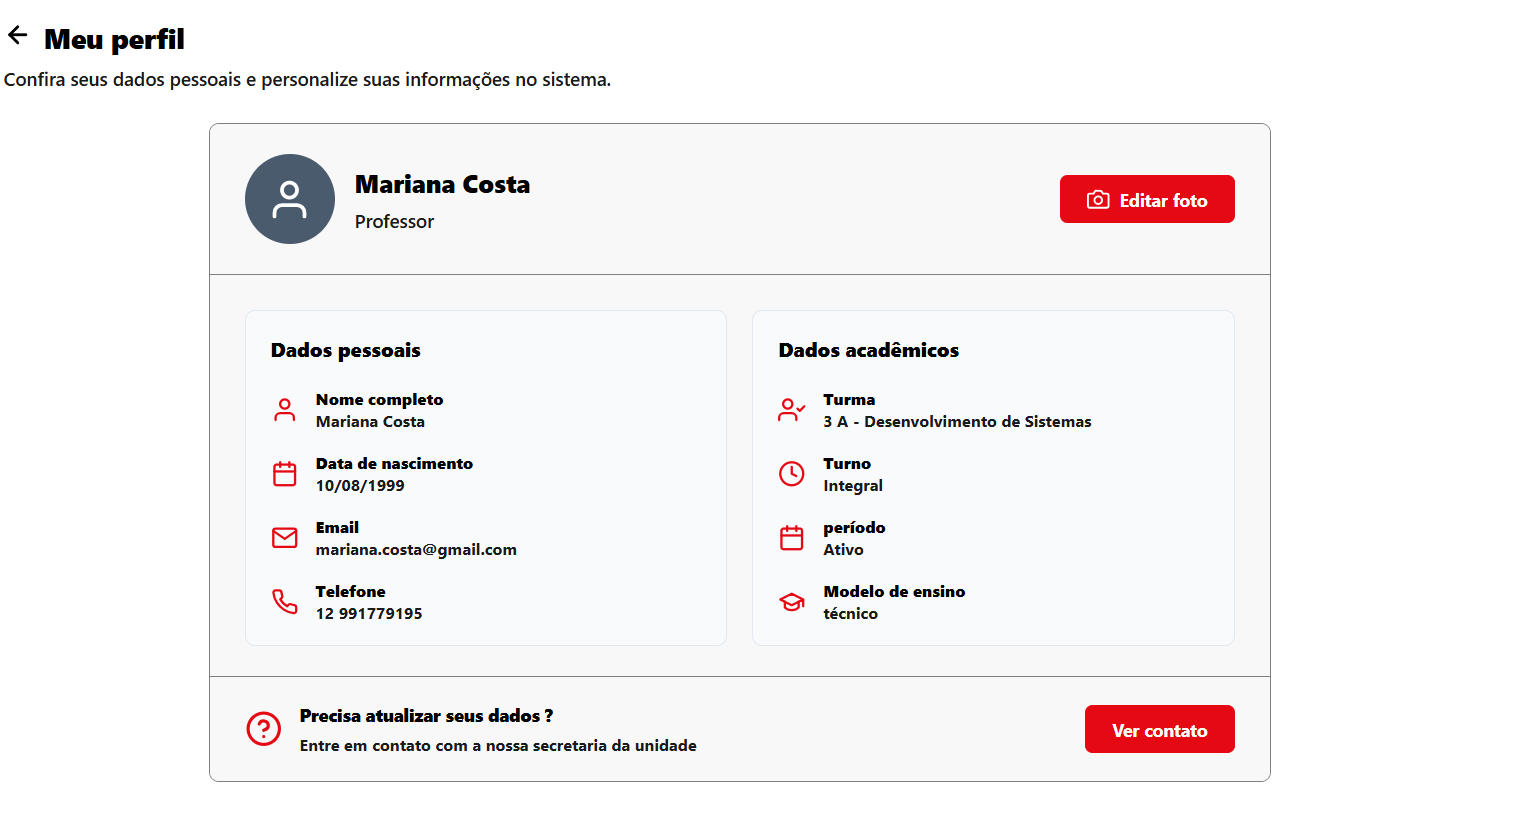 Meu perfil
Confira seus dados pessoais e personalize suas informações no sistema.
Mariana Costa
Professor
Editar foto
Dados pessoais
Nome completo
Mariana Costa
Data de nascimento
10/08/1999
Email
mariana.costa@gmail.com
Telefone
12 991779195
Dados acadêmicos
Turma
3 A - Desenvolvimento de Sistemas
Turno
Integral
período
Ativo
Modelo de ensino
técnico
Precisa atualizar seus dados ?
Entre em contato com a nossa secretaria da unidade
Ver contato